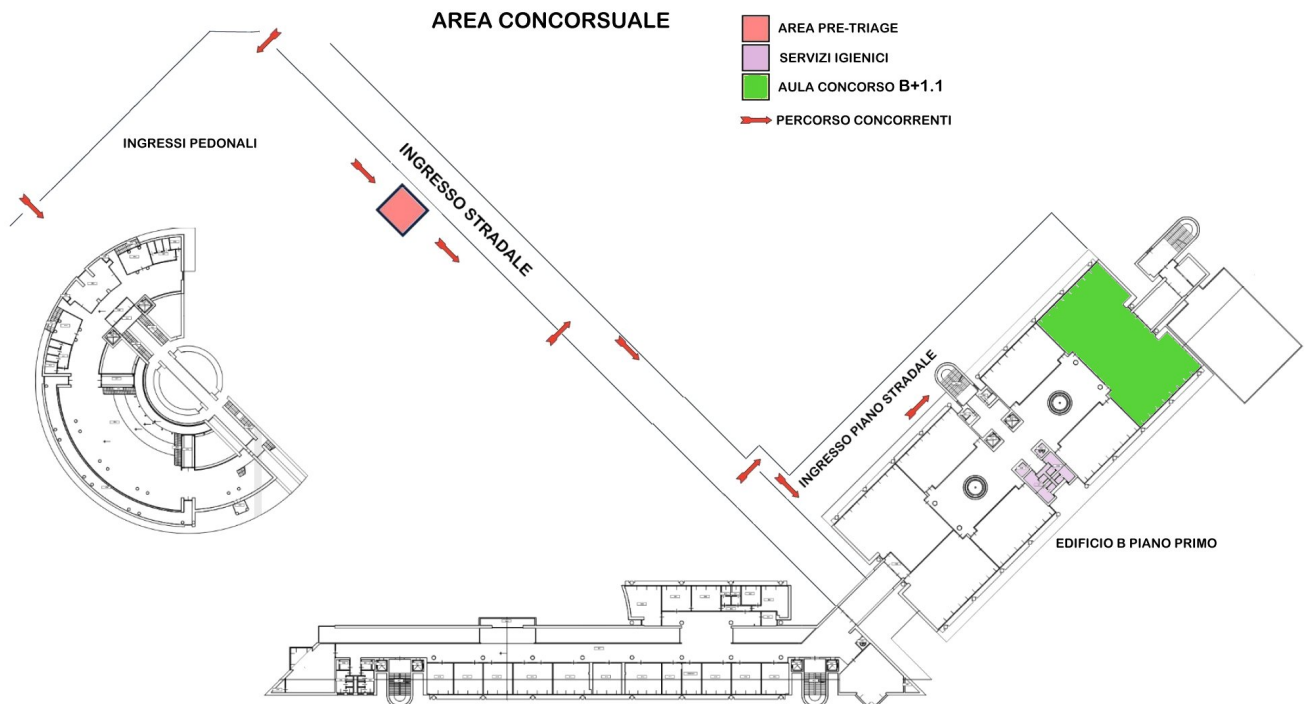 AREA CONCORSUALE
AREA PRE-TRIAGE
SERVIZI IGIENICI
AULA CONCORSO B+1.1
PERCORSO CONCORRENTI
INGRESSI PEDONALI
INGRESSO STRADALE
INGRESSO PIANO STRADALE
EDIFICIO B PIANO PRIMO